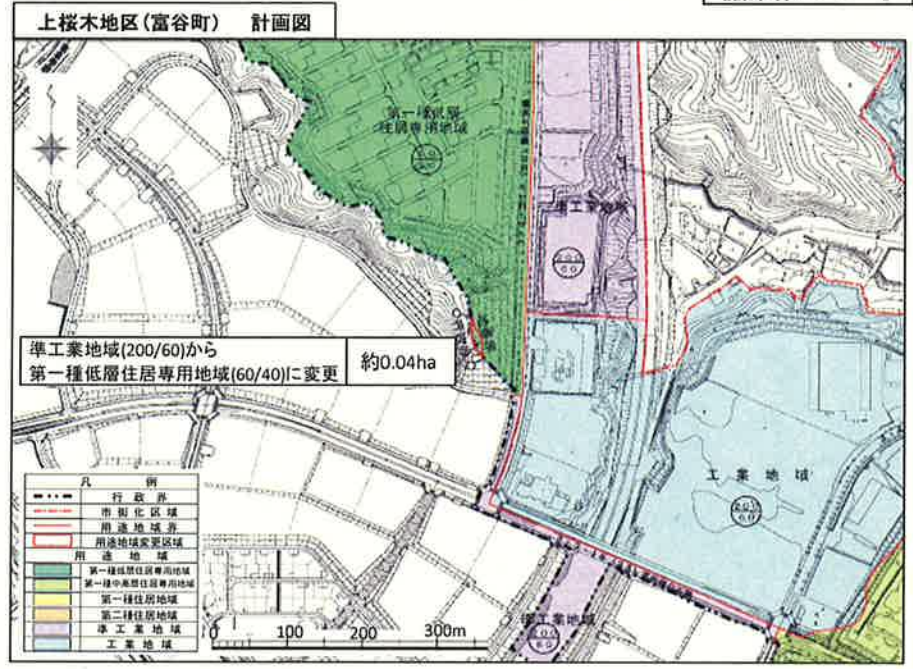 上桜木地区(富谷町)　計画図
第一種低層
住居専用地域
準工業地域
200
60
準工業地域(200/60)から
第一種低層住居専用地域(60/40)に変更
約0.04ha
工業地域
200
60
凡　例
行政界
市街化区域
用途地域界
用途地域変更区域
用途地域
第一種低層住居専用地域
第一種中高層住居専用地域
第一種住居地域
第二種住居地域
準工業地域
工業地域
0 100 200 300m
準工業地域
200
60